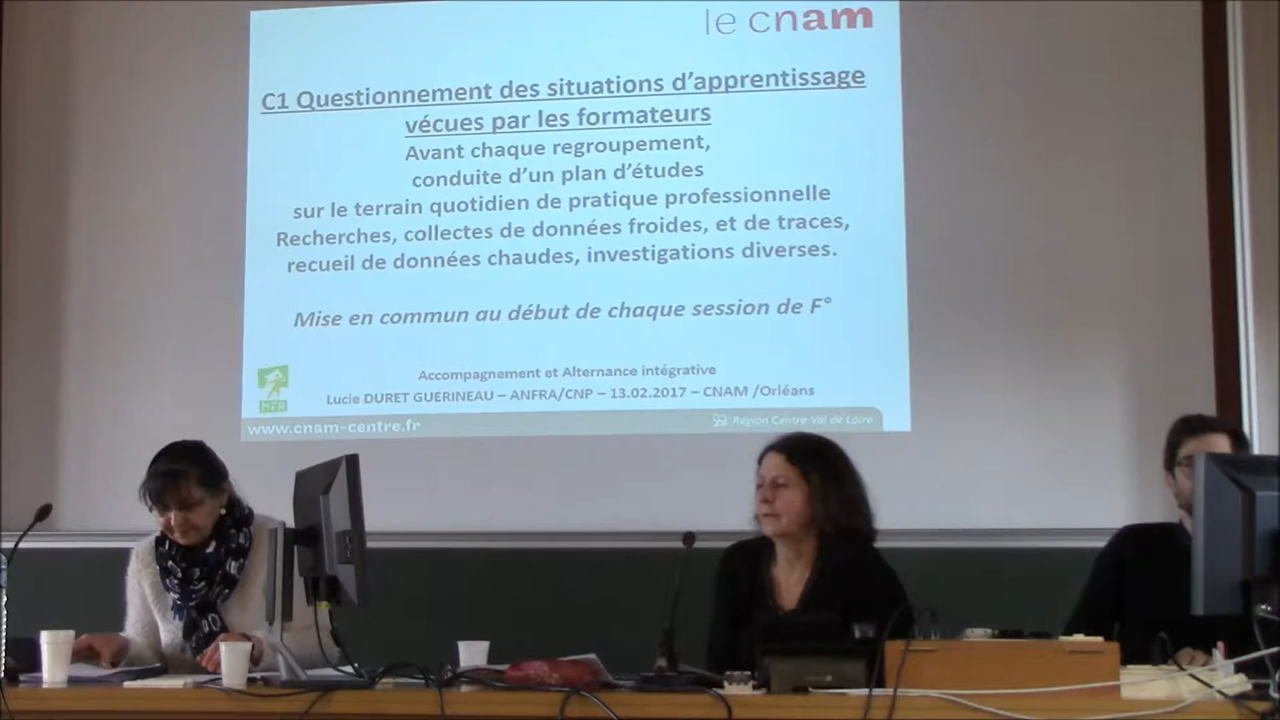 le cnam
C1 Questionnement des situations d'apprentissage
vécues par les formateurs
Avant chaque regroupement,
conduite d'un plan d'études
sur le terrain quotidien de pratique professionnelle
Recherches, collectes de données froides, et de traces,
recueil de données chaudes, investigations diverses.
Mise en commun au début de chaque session de F°
Accompagnement et Alternance intégrative
Lucie DURET GUERINEAU – ANFRA/CNP – 13.02.2017 – CNAM /Orléans
MFR
www.cnam-centre.fr
Région Centre-Val de Loire